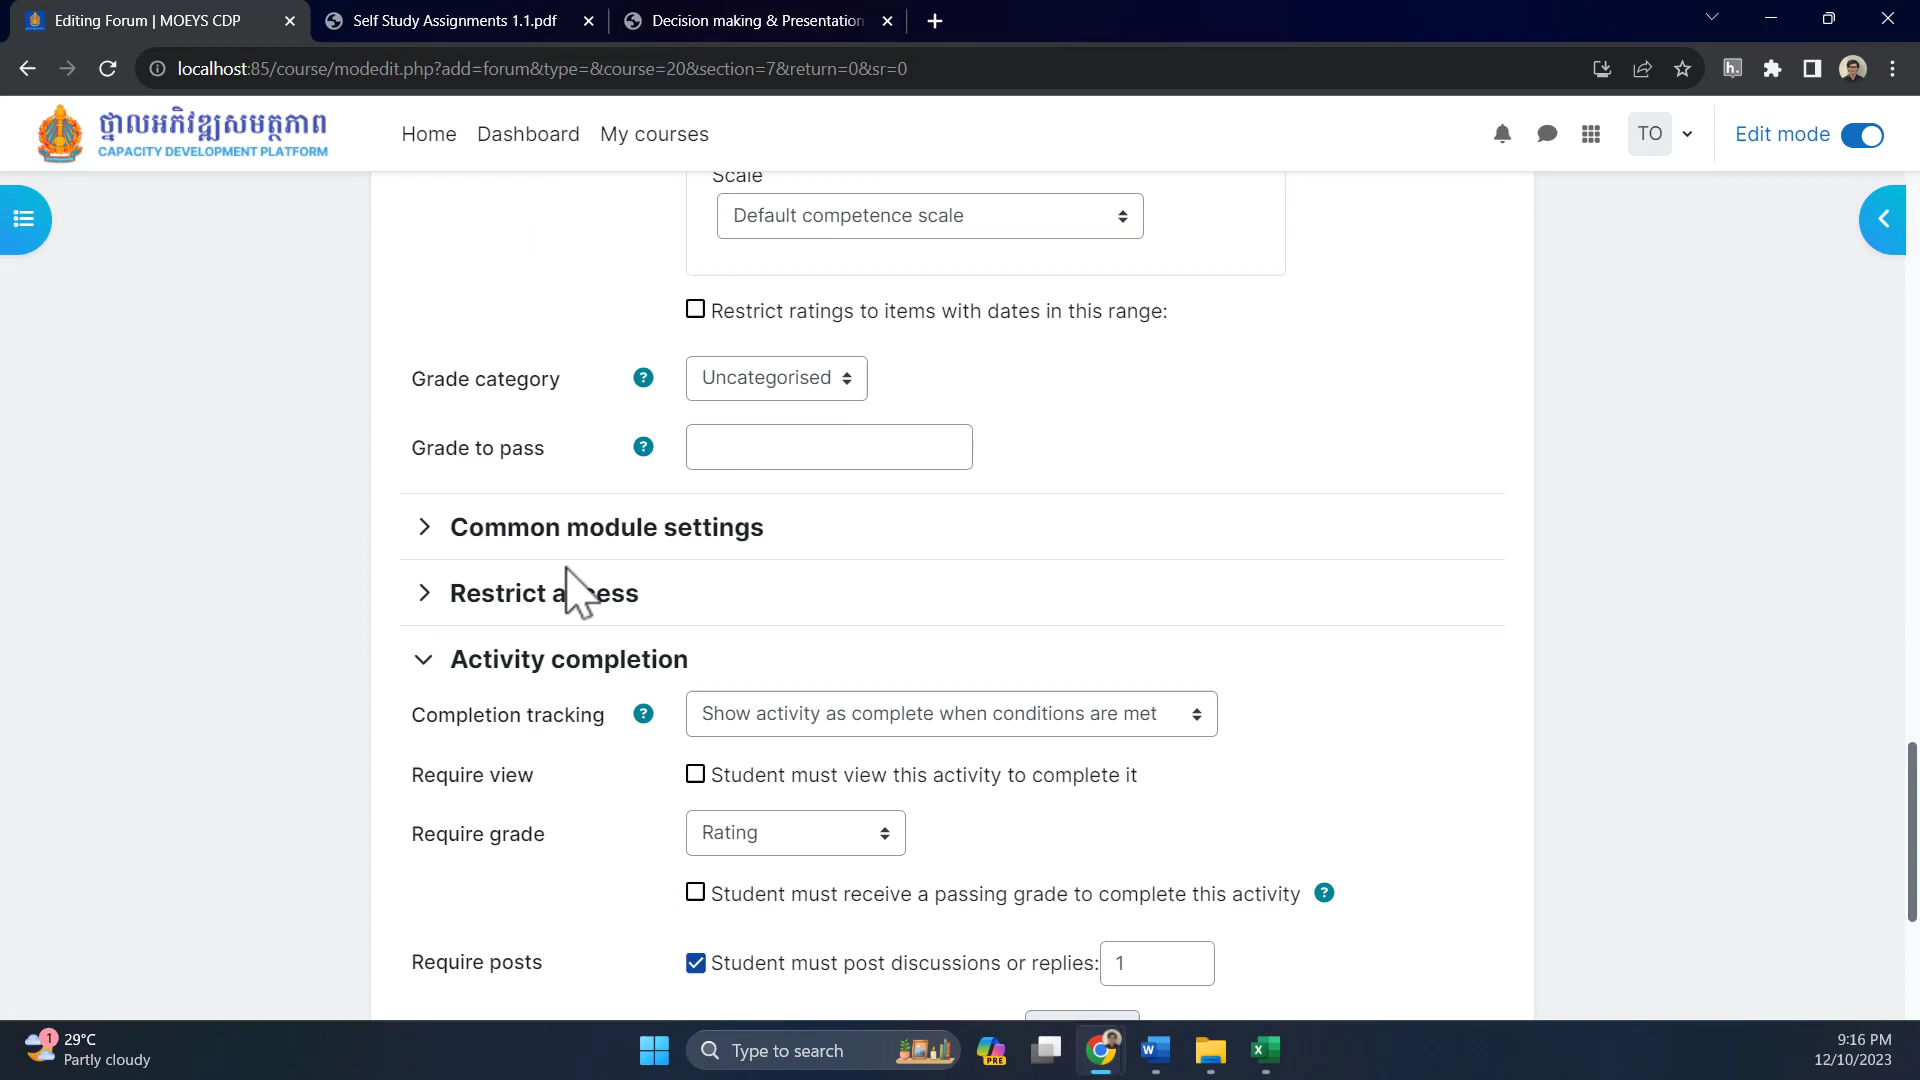 Editing Forum | MOEYS CDP
Self Study Assignments 1.1.pdf
Decision making & Presentation
localhost:85/course/modedit.php?add=forum&type=&course=20&section=7&return=0&sr=0
ថ្នាលអភិវឌ្ឍសមត្ថភាព
CAPACITY DEVELOPMENT PLATFORM
Home Dashboard My courses
TO
Edit mode
Scale
Default competence scale
Restrict ratings to items with dates in this range:
Grade category ? Uncategorised
Grade to pass ?
Common module settings
Restrict access
Activity completion
Completion tracking ? Show activity as complete when conditions are met
Require view Student must view this activity to complete it
Require grade Rating
Student must receive a passing grade to complete this activity ?
Require posts Student must post discussions or replies: 1
1
29°C
Partly cloudy
Type to search
PRE
9:16 PM
12/10/2023